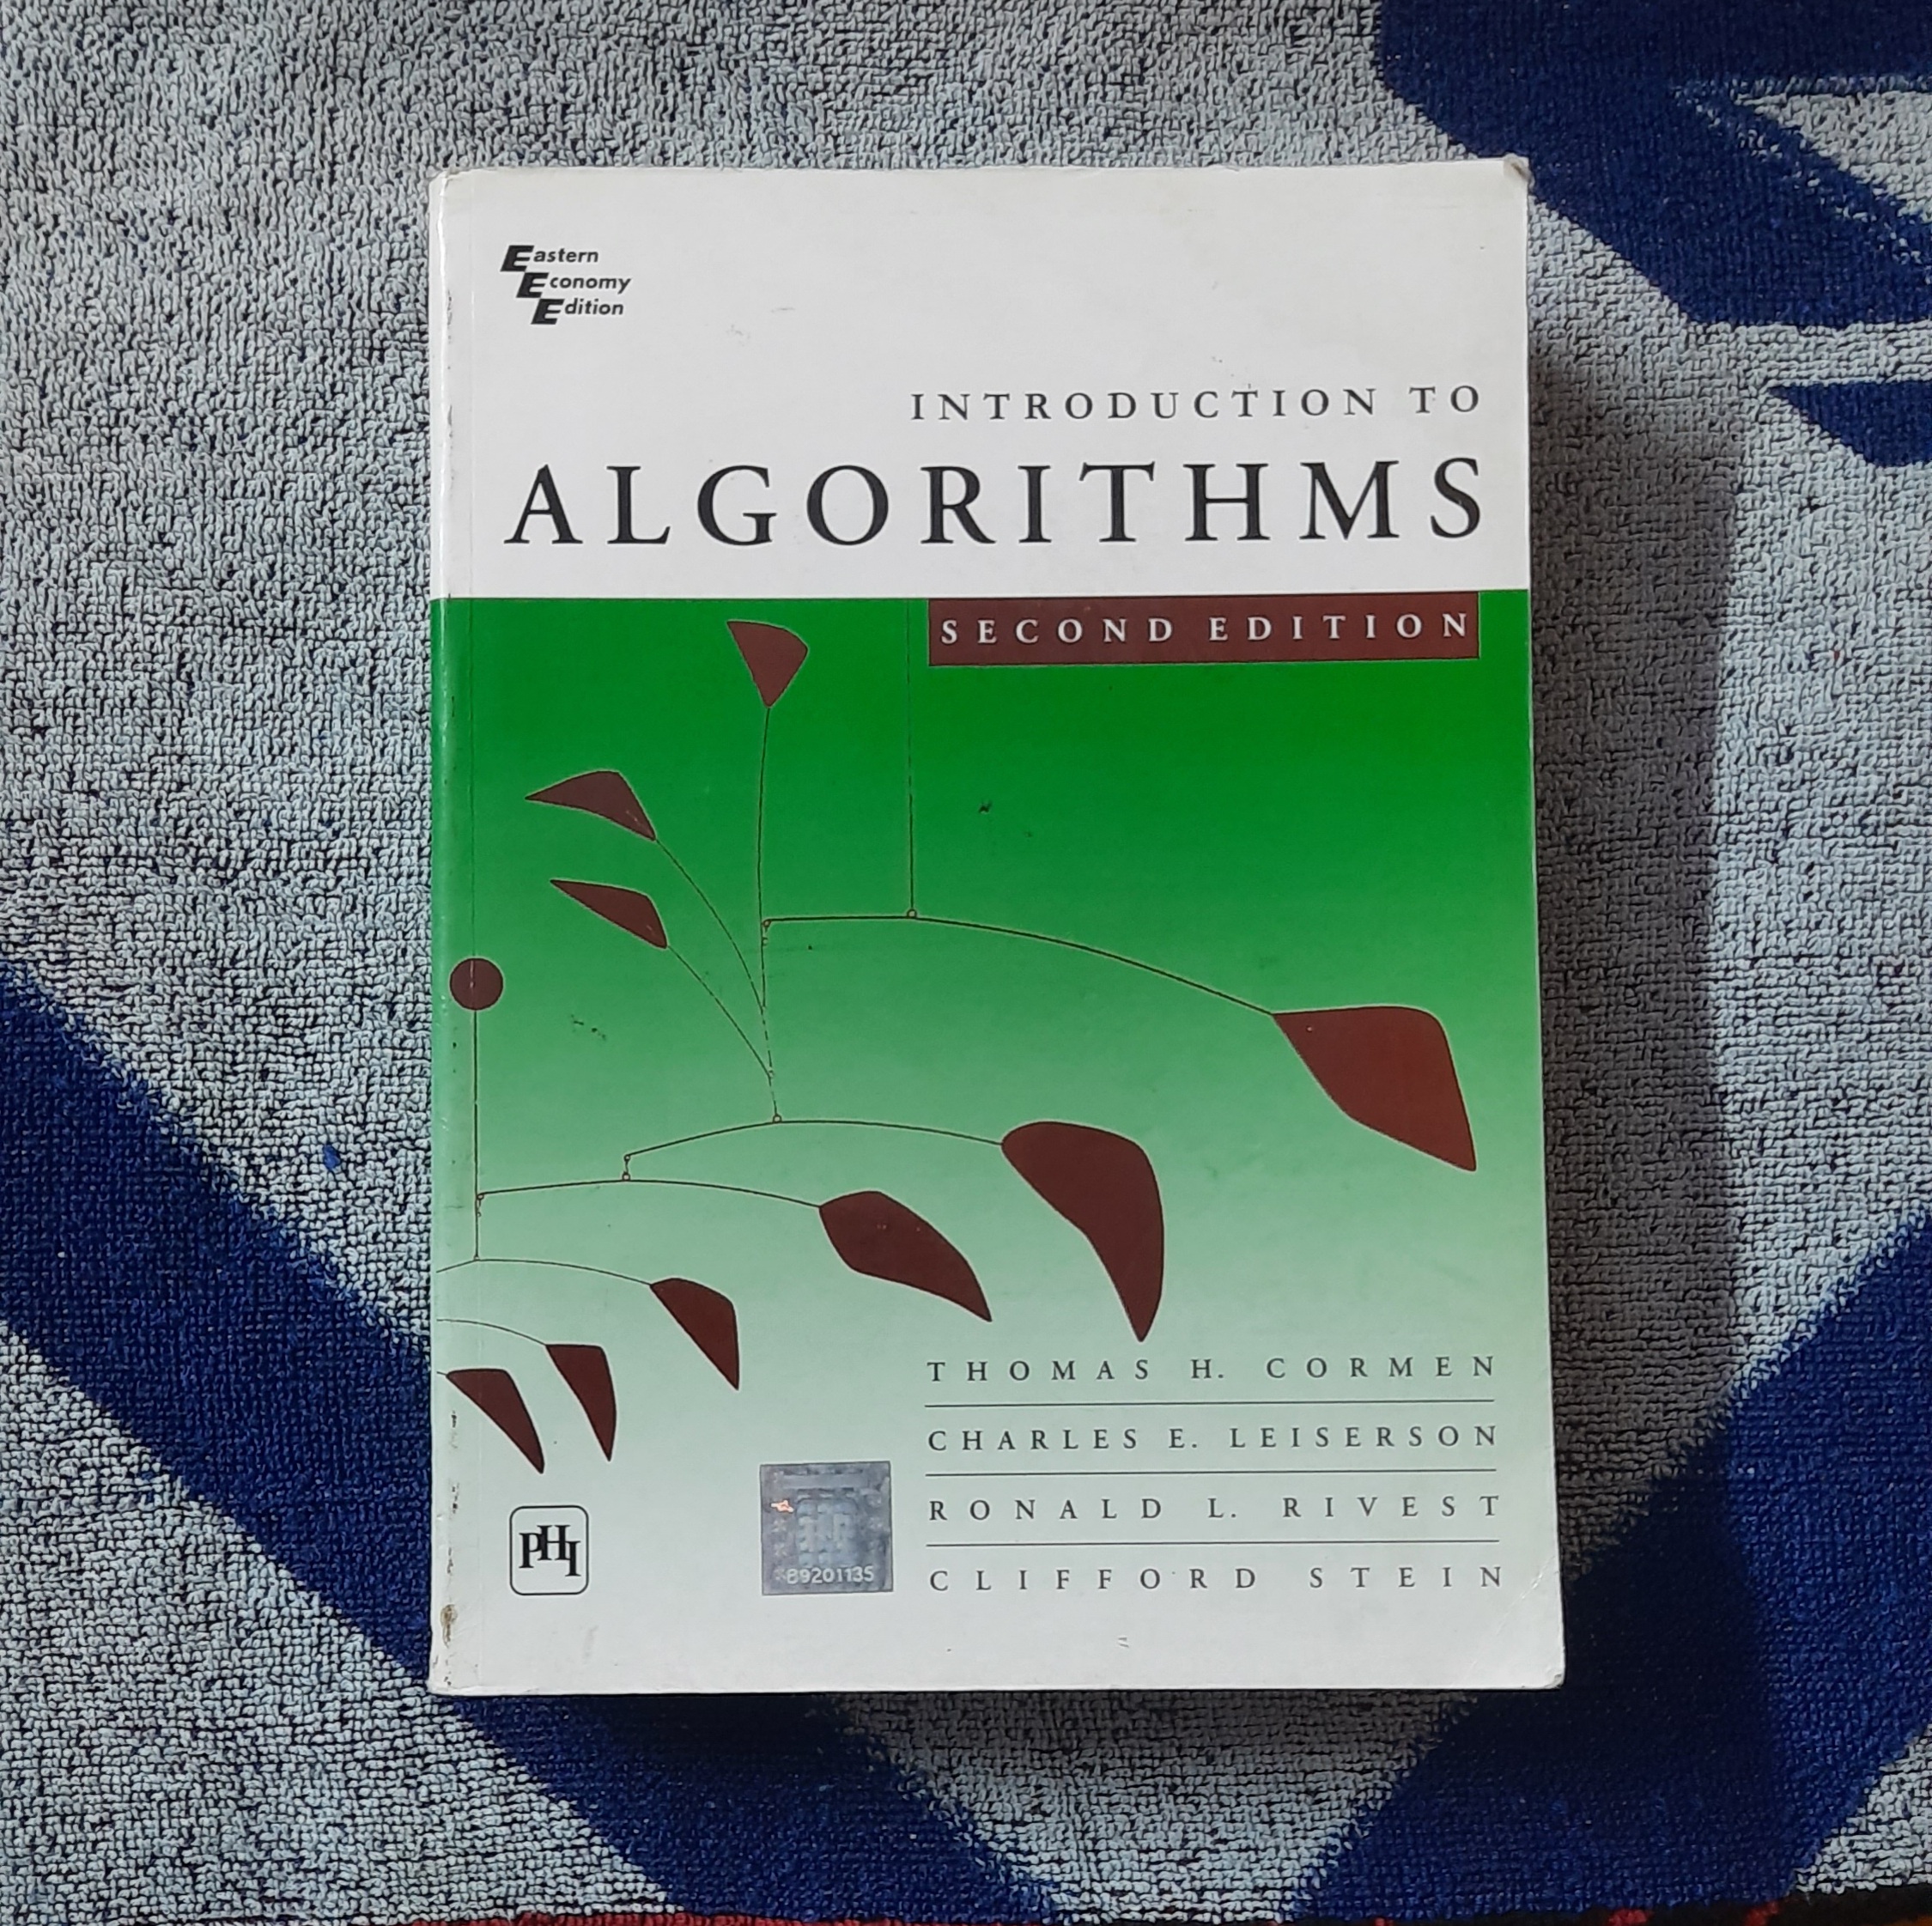 Eastern
Economy
Edition
INTRODUCTION TO
ALGORITHMS
SECOND EDITION
THOMAS H. CORMEN
CHARLES E. LEISERSON
RONALD L. RIVEST
CLIFFORD STEIN
PHI